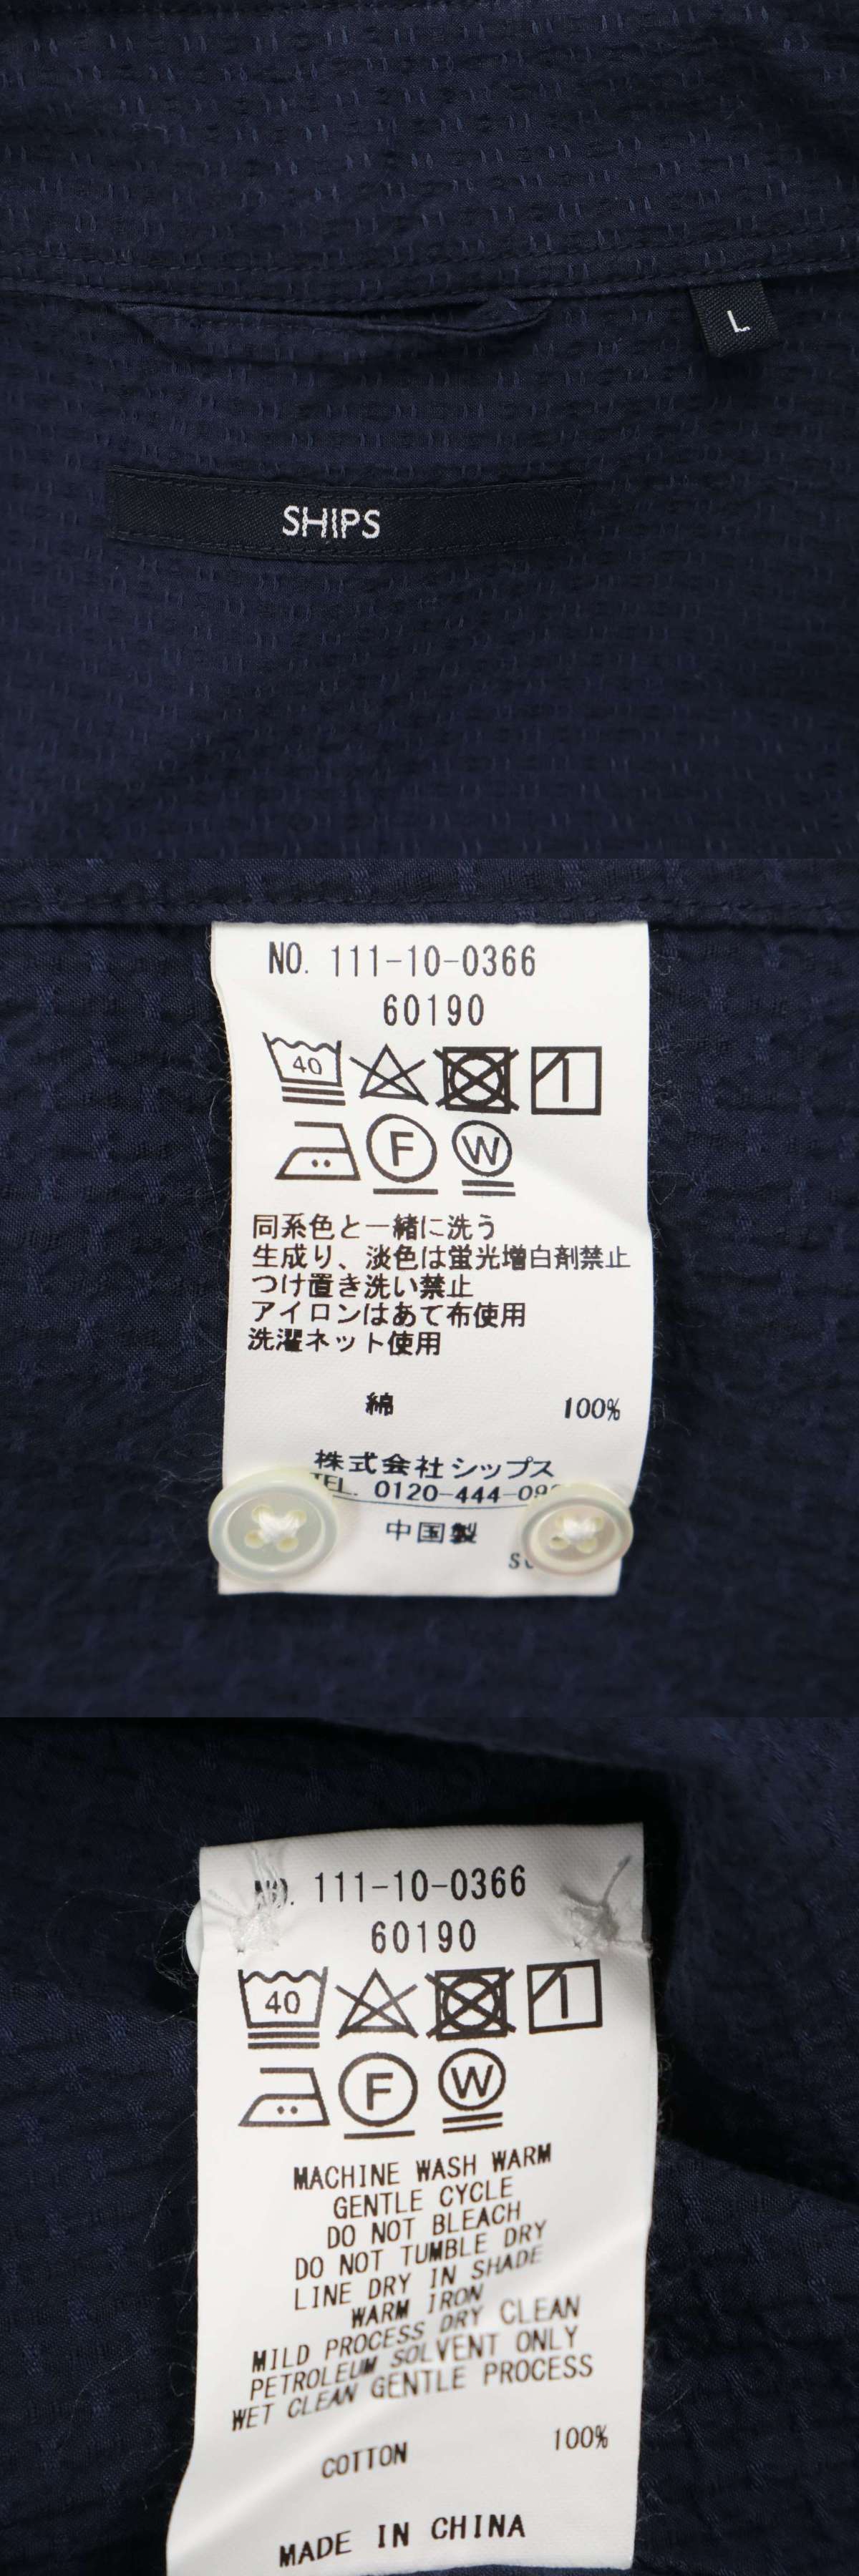 L
SHIPS
NO. 111-10-0366
60190
40
F W
同系色と一緒に洗う
生成り、淡色は蛍光増白剤禁止
つけ置き洗い禁止
アイロンはあて布使用
洗濯ネット使用
綿 100%
株式会社シップス
TEL. 0120-444-09
中国製
NO. 111-10-0366
60190
40
F W
MACHINE WASH WARM
GENTLE CYCLE
DO NOT BLEACH
DO NOT TUMBLE DRY
LINE DRY IN SHADE
WARM IRON
MILD PROCESS DRY CLEAN
PETROLEUM SOLVENT ONLY
WET CLEAN GENTLE PROCESS
COTTON 100%
MADE IN CHINA